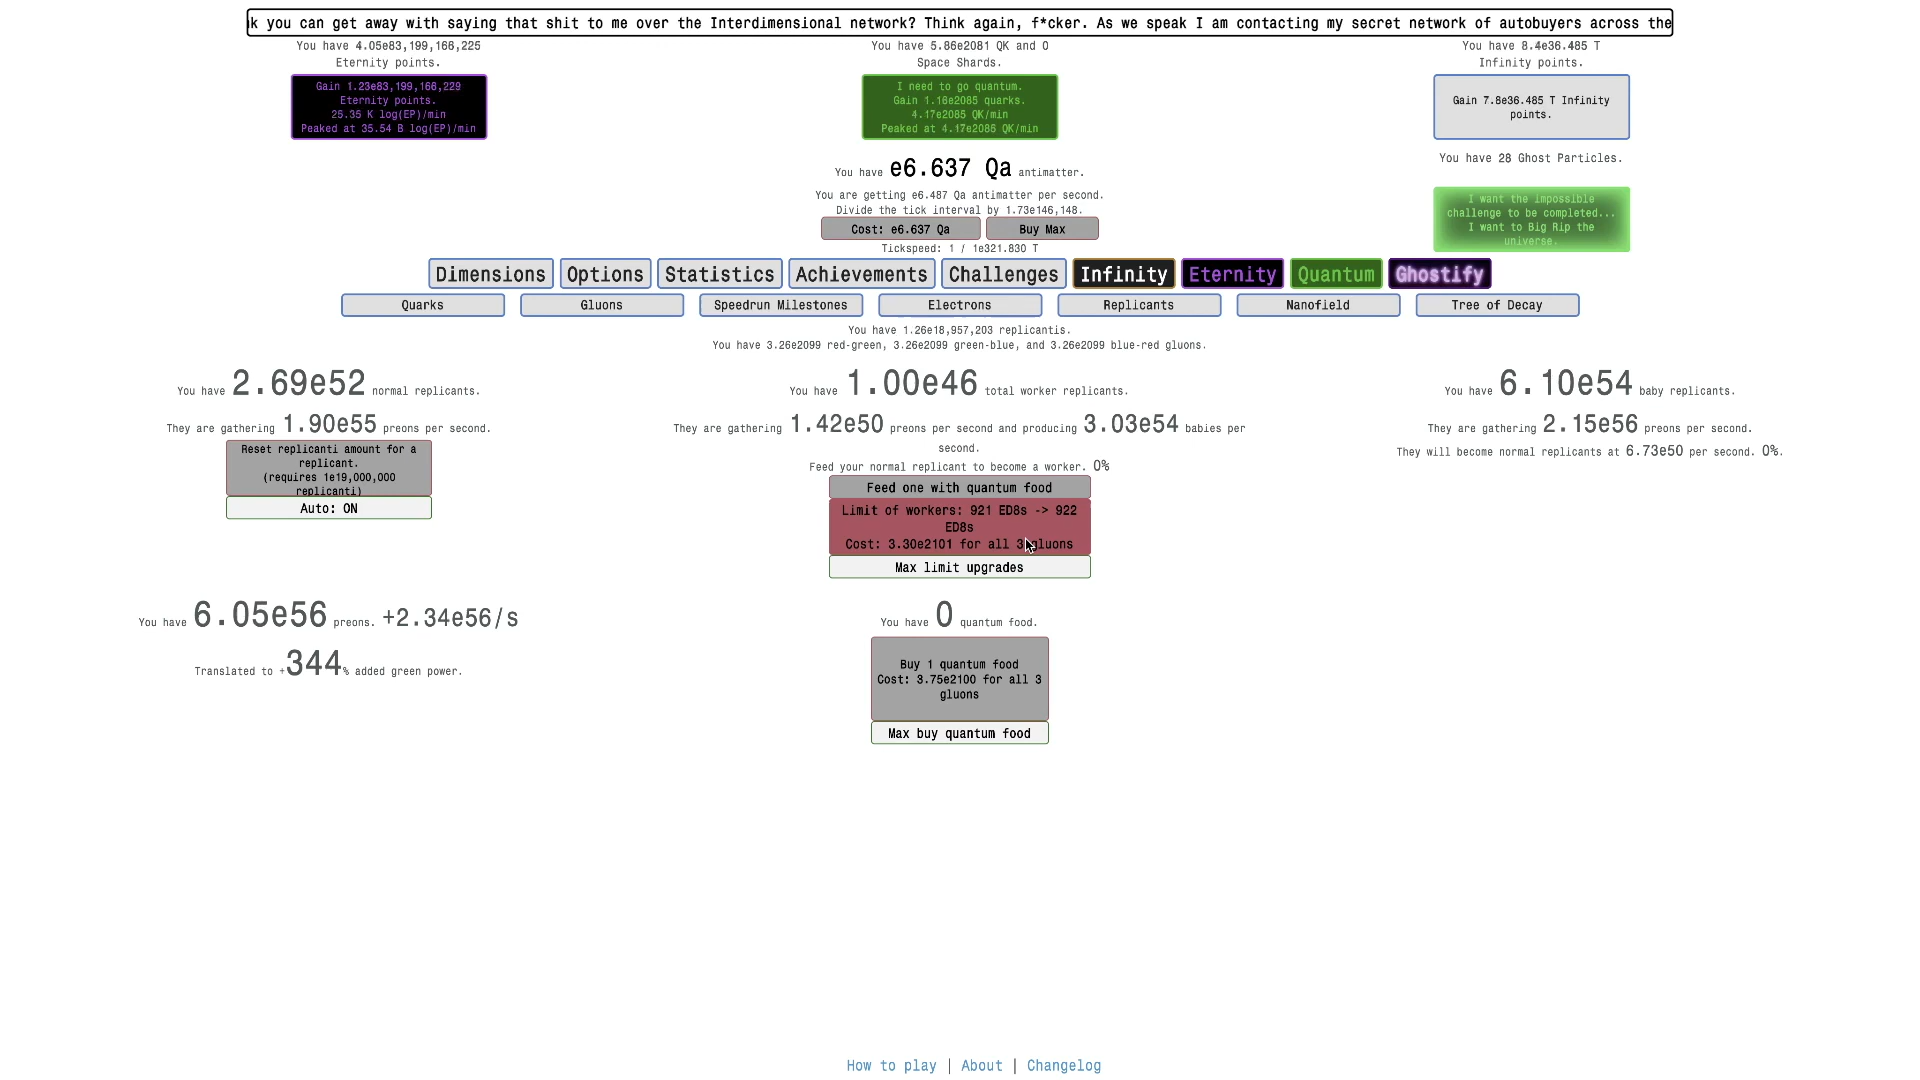 k you can get away with saying that shit to me over the Interdimensional network? Think again, f*cker. As we speak I am contacting my secret network of autobuyers across the
You have 4.05e83,199,166,225
Eternity points.
Gain 1.23e83,199,166,229
Eternity points.
25.35 K log(EP)/min
Peaked at 35.54 B log(EP)/min
You have 5.86e2081 QK and 0
Space Shards.
I need to go quantum.
Gain 1.16e2085 quarks.
4.17e2085 QK/min
Peaked at 4.17e2085 QK/min
You have 8.4e36.485 T
Infinity points.
Gain 7.8e36.485 T Infinity
points.
You have e6.637 Qa antimatter.
You are getting e6.487 Qa antimatter per second.
Divide the tick interval by 1.73e146,148.
Cost: e6.637 Qa
Buy Max
Tickspeed: 1 / 1e321.830 T
You have 28 Ghost Particles.
I want the impossible
challenge to be completed...
I want to Big Rip the
universe.
Dimensions
Options
Statistics
Achievements
Challenges
Infinity
Eternity
Quantum
Ghostify
Quarks
Gluons
Speedrun Milestones
Electrons
Replicants
Nanofield
Tree of Decay
You have 1.26e18,957,203 replicantis.
You have 3.26e2099 red-green, 3.26e2099 green-blue, and 3.26e2099 blue-red gluons.
You have 2.69e52 normal replicants.
They are gathering 1.90e55 preons per second.
Reset replicanti amount for a
replicant.
(requires 1e19,000,000
replicanti)
Auto: ON
You have 1.00e46 total worker replicants.
They are gathering 1.42e50 preons per second and producing 3.03e54 babies per
second.
Feed your normal replicant to become a worker. 0%
Feed one with quantum food
Limit of workers: 921 ED8s -> 922
ED8s
Cost: 3.30e2101 for all 3 gluons
Max limit upgrades
You have 6.10e54 baby replicants.
They are gathering 2.15e56 preons per second.
They will become normal replicants at 6.73e50 per second. 0%.
You have 6.05e56 preons. +2.34e56/s
Translated to +344% added green power.
You have 0 quantum food.
Buy 1 quantum food
Cost: 3.75e2100 for all 3
gluons
Max buy quantum food
How to play | About | Changelog